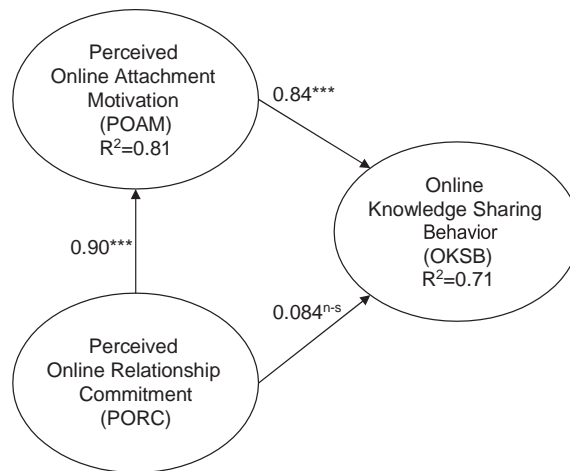 Perceived
Online Attachment
Motivation
(POAM)
R²=0.81
0.84***
Online
Knowledge Sharing
Behavior
(OKSB)
R²=0.71
0.90***
0.084ⁿ⁻ˢ
Perceived
Online Relationship
Commitment
(PORC)